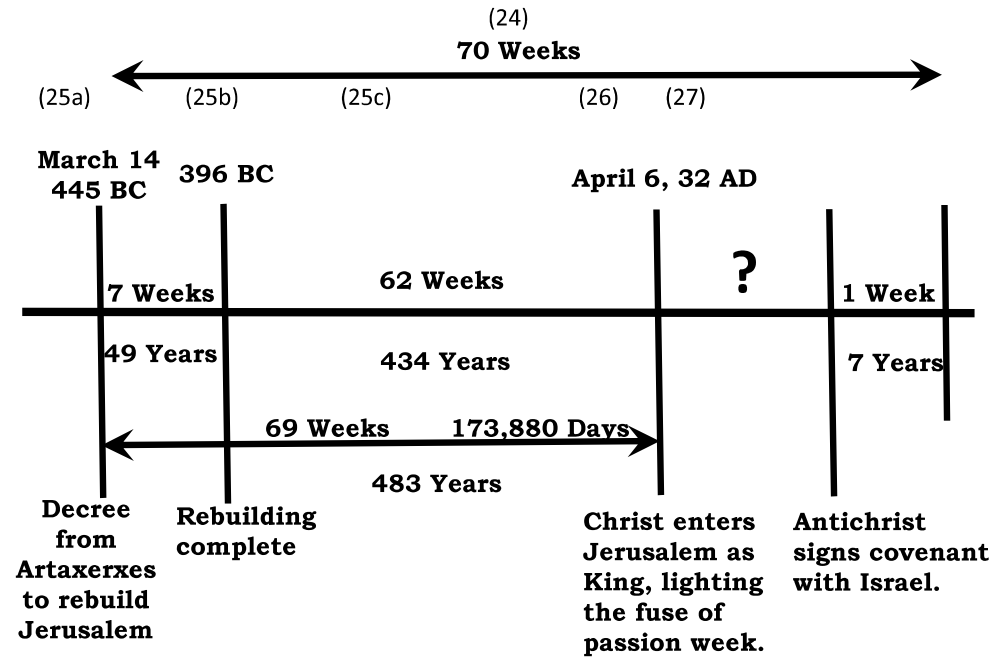 (24)
70 Weeks
(25a) (25b) (25c) (26) (27)
March 14
445 BC
396 BC
April 6, 32 AD
?
7 Weeks
62 Weeks
1 Week
49 Years
434 Years
7 Years
69 Weeks 173,880 Days
483 Years
Decree
from
Artaxerxes
to rebuild
Jerusalem
Rebuilding
complete
Christ enters
Jerusalem as
King, lighting
the fuse of
passion week.
Antichrist
signs covenant
with Israel.